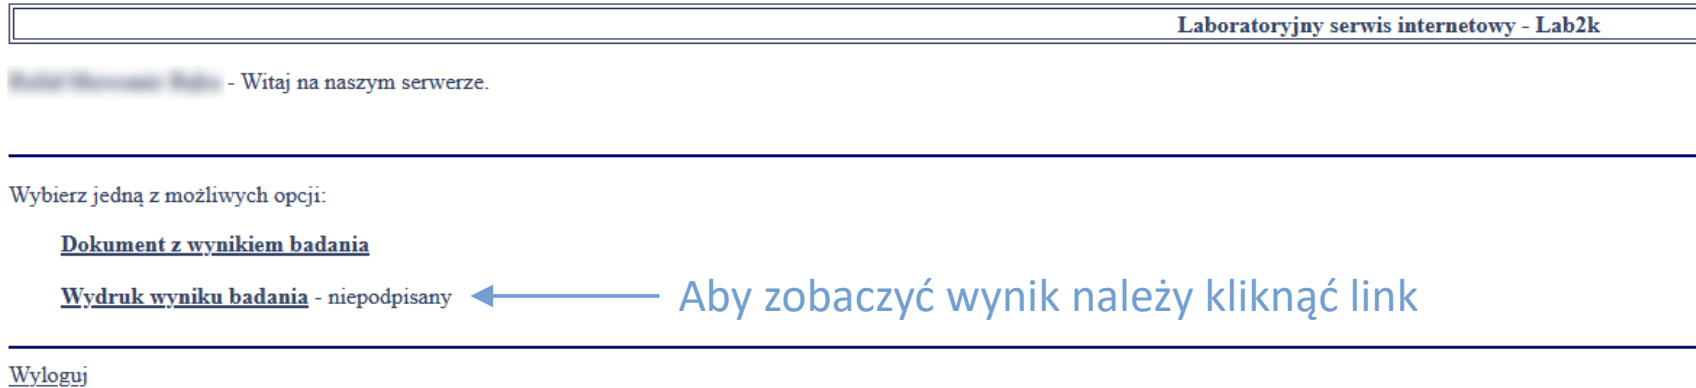 Laboratoryjny serwis internetowy - Lab2k
- Witaj na naszym serwerze.
Wybierz jedną z możliwych opcji:
Dokument z wynikiem badania
Wydruk wyniku badania - niepodpisany
Aby zobaczyć wynik należy kliknąć link
Wyloguj